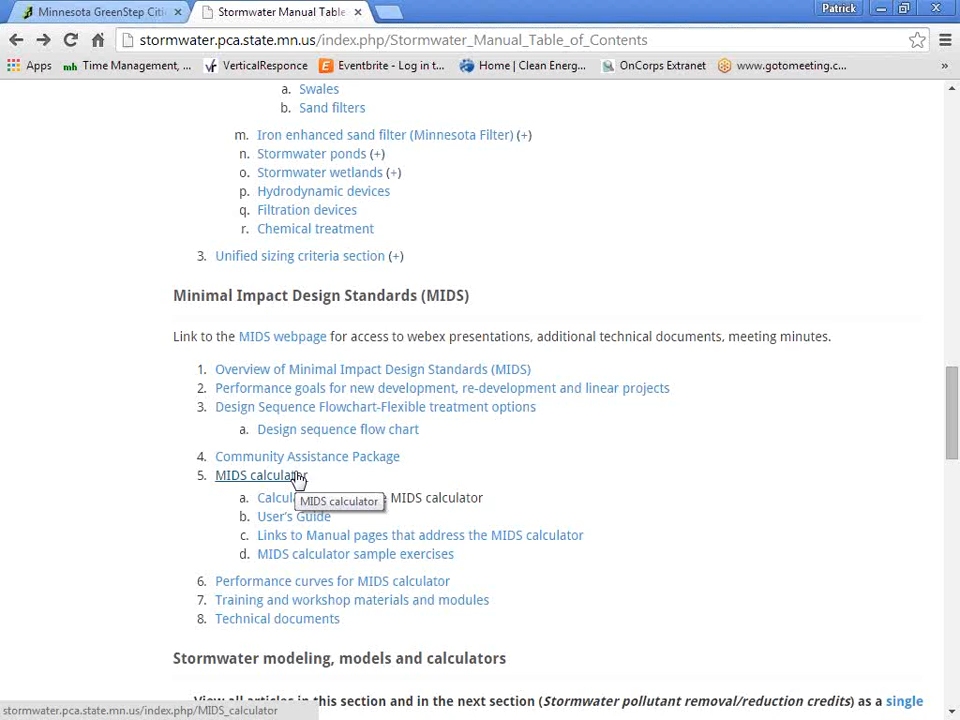 Minnesota GreenStep Citi
Stormwater Manual Table
Patrick
stormwater.pca.state.mn.us/index.php/Stormwater_Manual_Table_of_Contents
Apps
mn Time Management, ...
VerticalResponce
E Eventbrite - Log in t...
Home | Clean Energ...
OnCorps Extranet
www.gotomeeting.c...
»
a. Swales
b. Sand filters
m. Iron enhanced sand filter (Minnesota Filter) (+)
n. Stormwater ponds (+)
o. Stormwater wetlands (+)
p. Hydrodynamic devices
q. Filtration devices
r. Chemical treatment
3. Unified sizing criteria section (+)
Minimal Impact Design Standards (MIDS)
Link to the MIDS webpage for access to webex presentations, additional technical documents, meeting minutes.
1. Overview of Minimal Impact Design Standards (MIDS)
2. Performance goals for new development, re-development and linear projects
3. Design Sequence Flowchart-Flexible treatment options
a. Design sequence flow chart
4. Community Assistance Package
5. MIDS calculator
a. MIDS calculator
MIDS calculator
b. User's Guide
c. Links to Manual pages that address the MIDS calculator
d. MIDS calculator sample exercises
6. Performance curves for MIDS calculator
7. Training and workshop materials and modules
8. Technical documents
Stormwater modeling, models and calculators
View all articles in this section and in the next section (Stormwater pollutant removal/reduction credits) as a single
stormwater.pca.state.mn.us/index.php/MIDS_calculator